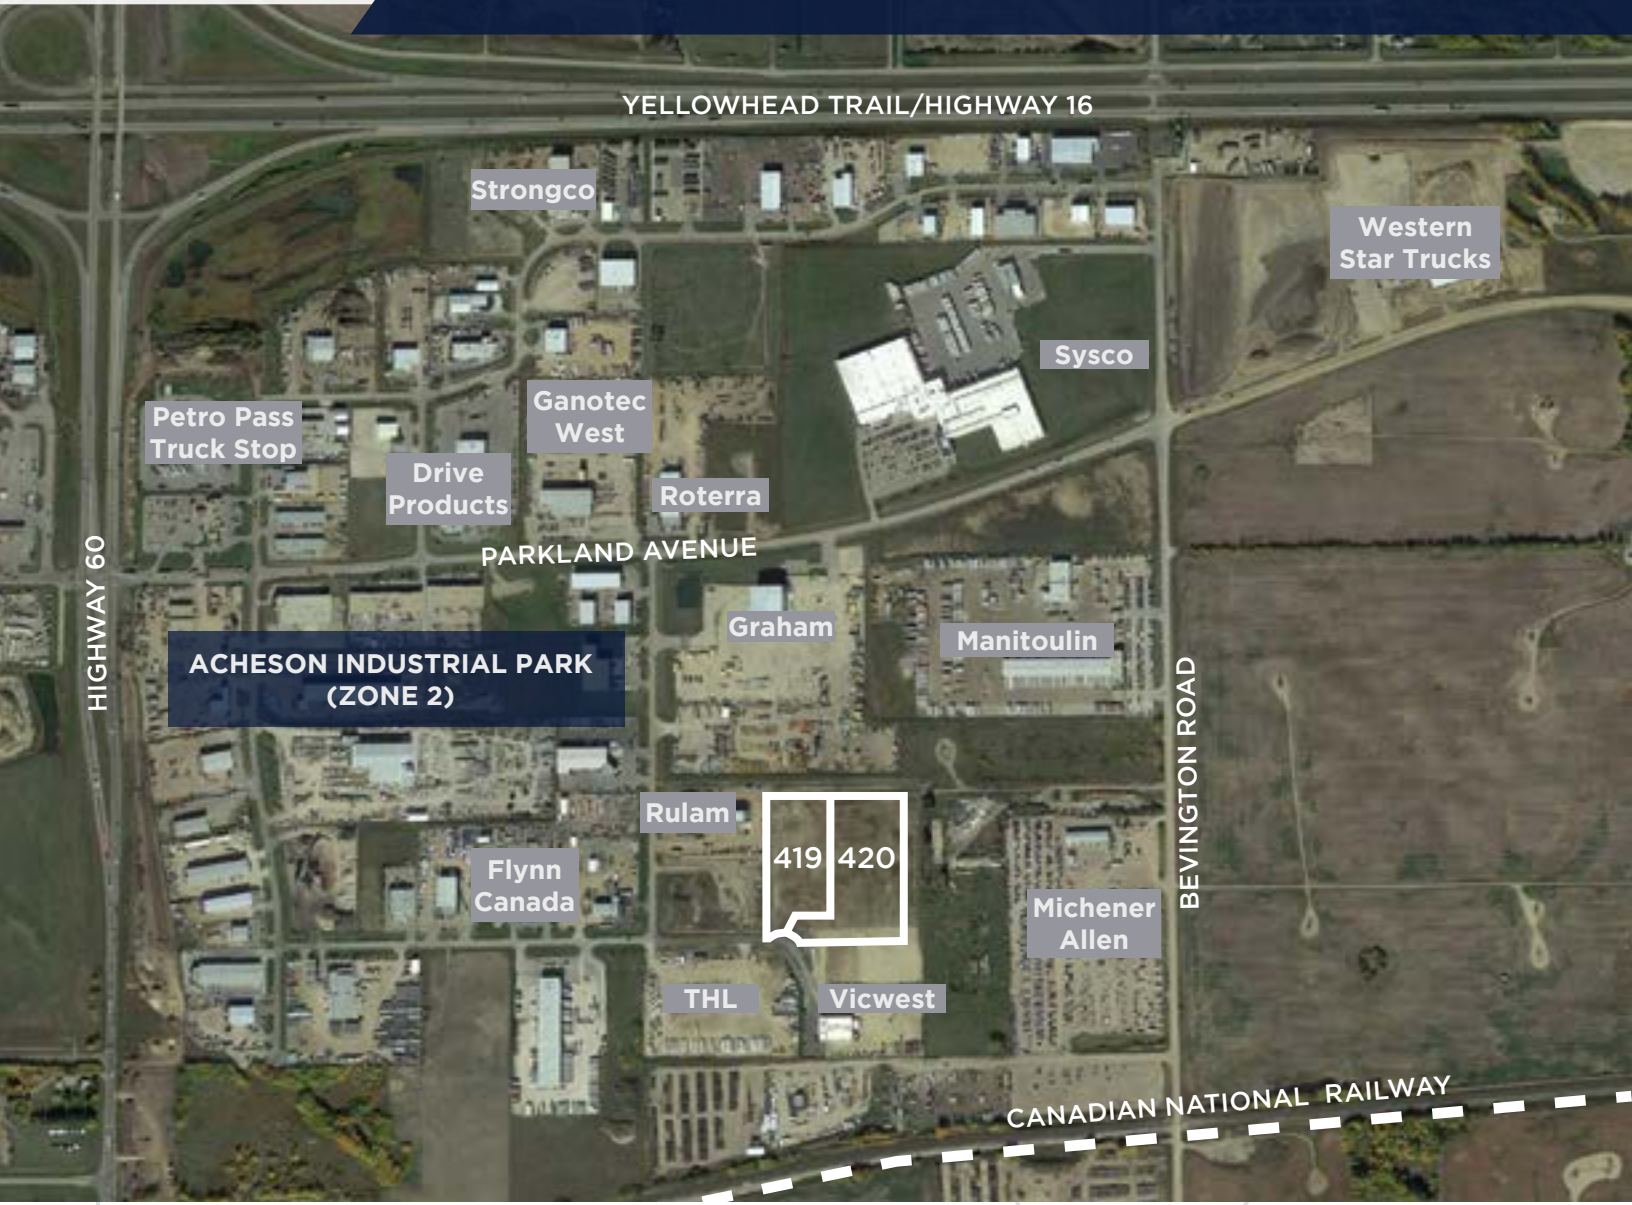 YELLOWHEAD TRAIL/HIGHWAY 16
Strongco
Western
Star Trucks
Sysco
Petro Pass
Truck Stop
Ganotec
West
Drive
Products
Roterra
PARKLAND AVENUE
HIGHWAY 60
Graham
Manitoulin
ACHESON INDUSTRIAL PARK
(ZONE 2)
BEVINGTON ROAD
Rulam
419
420
Flynn
Canada
Michener
Allen
THL
Vicwest
CANADIAN NATIONAL RAILWAY